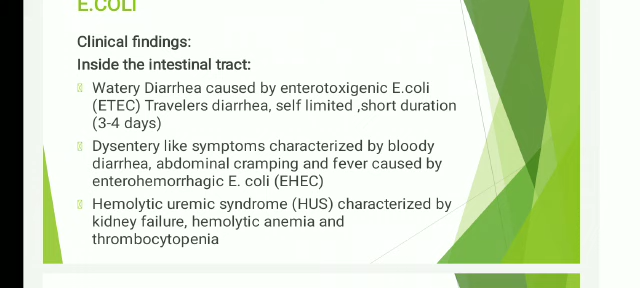 E.COLI
Clinical findings:
Inside the intestinal tract:
Watery Diarrhea caused by enterotoxigenic E.coli
(ETEC) Travelers diarrhea, self limited ,short duration
(3-4 days)
Dysentery like symptoms characterized by bloody
diarrhea, abdominal cramping and fever caused by
enterohemorrhagic E. coli (EHEC)
Hemolytic uremic syndrome (HUS) characterized by
kidney failure, hemolytic anemia and
thrombocytopenia